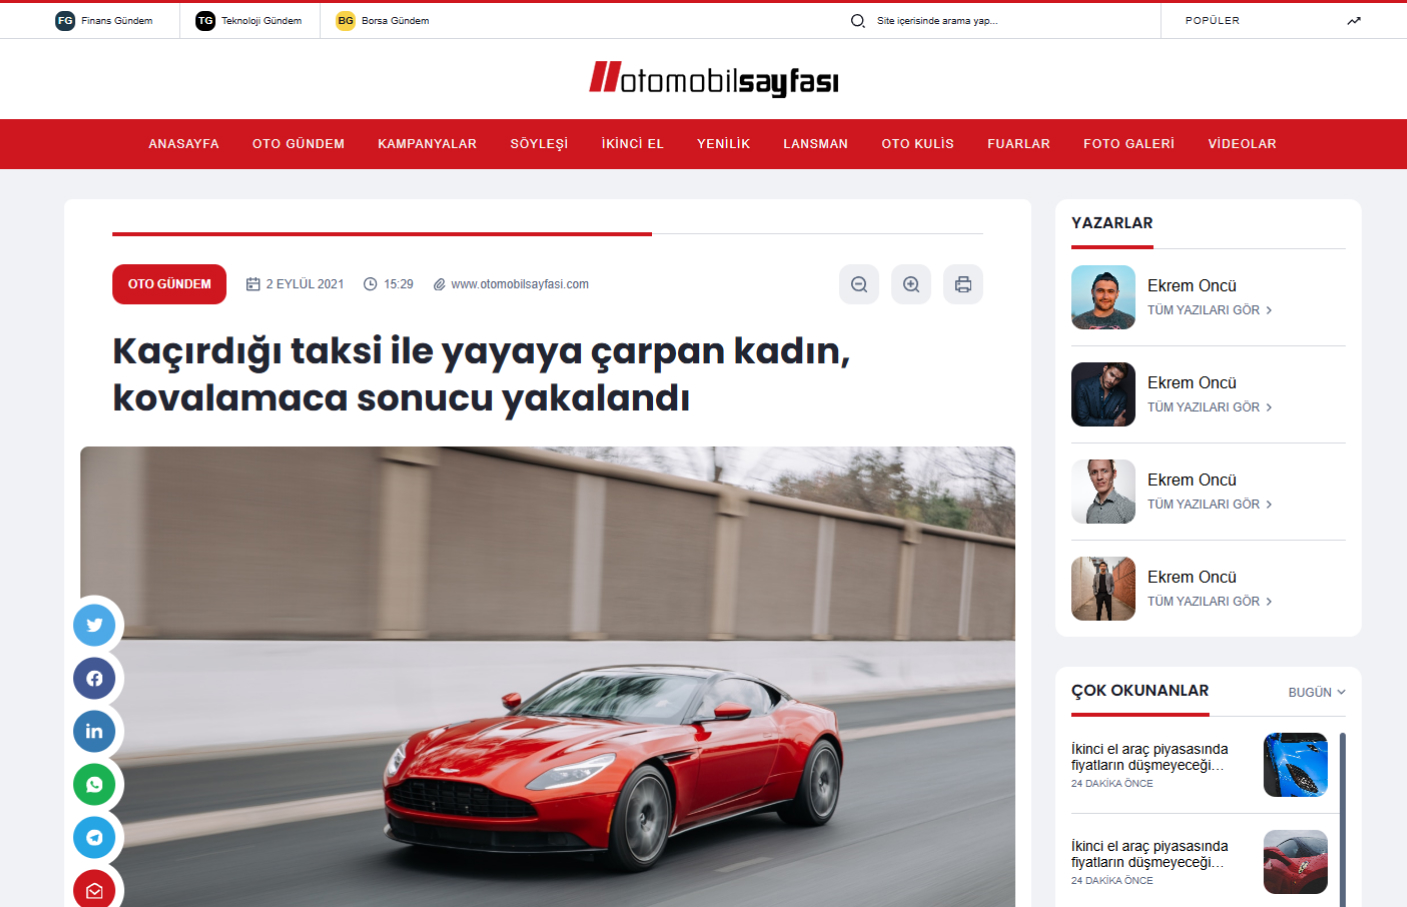 FG Finans Gündem
TG Teknoloji Gündem
BG Borsa Gündem
Site içerisinde arama yap...
POPÜLER
otomobilsayfası
ANASAYFA OTO GÜNDEM KAMPANYALAR SÖYLEŞİ İKİNCİ EL YENİLİK LANSMAN OTO KULİS FUARLAR FOTO GALERİ VİDEOLAR
OTO GÜNDEM 2 EYLÜL 2021 15:29 www.otomobilsayfasi.com
Kaçırdığı taksi ile yayaya çarpan kadın,
kovalamaca sonucu yakalandı
YAZARLAR
Ekrem Öncü
TÜM YAZILARI GÖR
Ekrem Öncü
TÜM YAZILARI GÖR
Ekrem Öncü
TÜM YAZILARI GÖR
Ekrem Öncü
TÜM YAZILARI GÖR
ÇOK OKUNANLAR BUGÜN
İkinci el araç piyasasında
fiyatların düşmeyeceği...
24 DAKİKA ÖNCE
İkinci el araç piyasasında
fiyatların düşmeyeceği...
24 DAKİKA ÖNCE